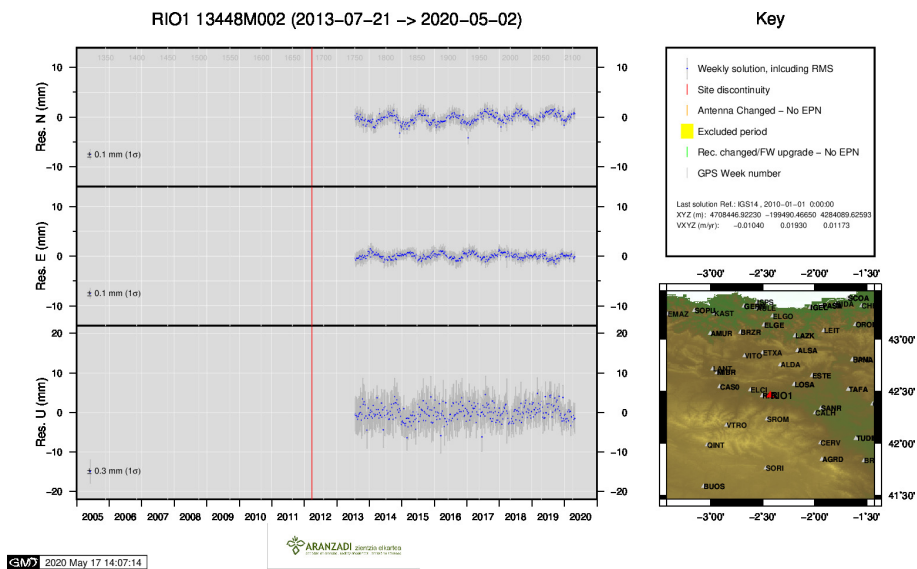 RIO1 13448M002 (2013−07−21 −> 2020−05−02)
Key
1350 1400 1450 1500 1550 1600 1650 1700 1750 1800 1850 1900 1950 2000 2050 2100
Res. N (mm)
10 0 −10
10 0 −10
± 0.1 mm (1σ)
Res. E (mm)
10 0 −10
10 0 −10
± 0.1 mm (1σ)
Res. U (mm)
20 10 0 −10 −20
20 10 0 −10 −20
± 0.3 mm (1σ)
2005 2006 2007 2008 2009 2010 2011 2012 2013 2014 2015 2016 2017 2018 2019 2020
Weekly solution, inlcuding RMS
Site discontinuity
Antenna Changed − No EPN
Excluded period
Rec. changed/FW upgrade − No EPN
GPS Week number
Last solution Ref.: IGS14 , 2010−01−01 0:00:00
XYZ (m): 4708446.92230 −199490.46650 4284089.62593
VXYZ (m/yr): −0.01040 0.01930 0.01173
−3˚00' −2˚30' −2˚00' −1˚30'
EMAZ SOPU KAST ELGO SCOA
AMUR BRZR ELGE LAZK LEIT
43˚00'
VITO ETXA ALSA
ALDA
ESTE
42˚30'
CAS0 ELCI LOSA TAFA
RIO1
SANR
CALR
VTRO SROM
42˚00'
QINT CERV
SORI AGRD
BUOS
41˚30'
−3˚00' −2˚30' −2˚00' −1˚30'
ARANZADI zientzia elkartea
GMT 2020 May 17 14:07:14